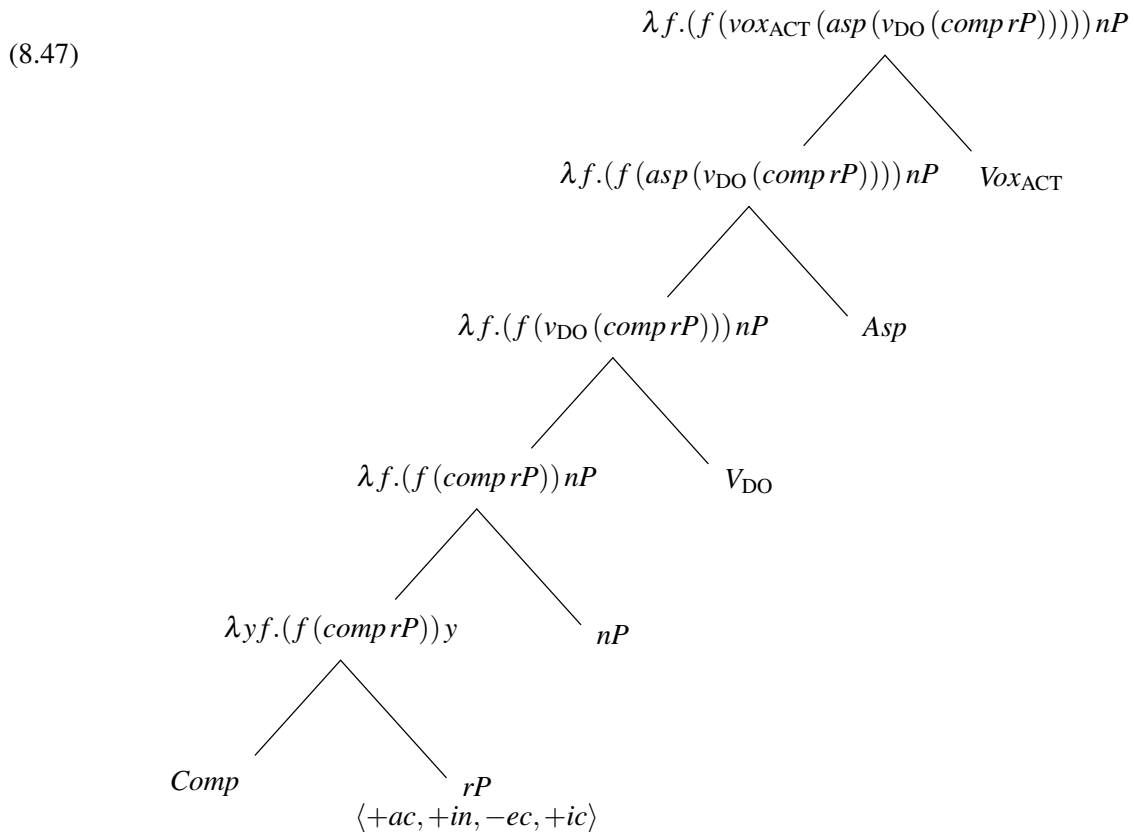 λf.(f(vox_ACT(asp(v_DO(comp rP)))))nP
(8.47)
λf.(f(asp(v_DO(comp rP))))nP Vox_ACT
λf.(f(v_DO(comp rP)))nP Asp
λf.(f(comp rP))nP V_DO
λyf.(f(comp rP))y nP
Comp rP
⟨+ac, +in, −ec, +ic⟩